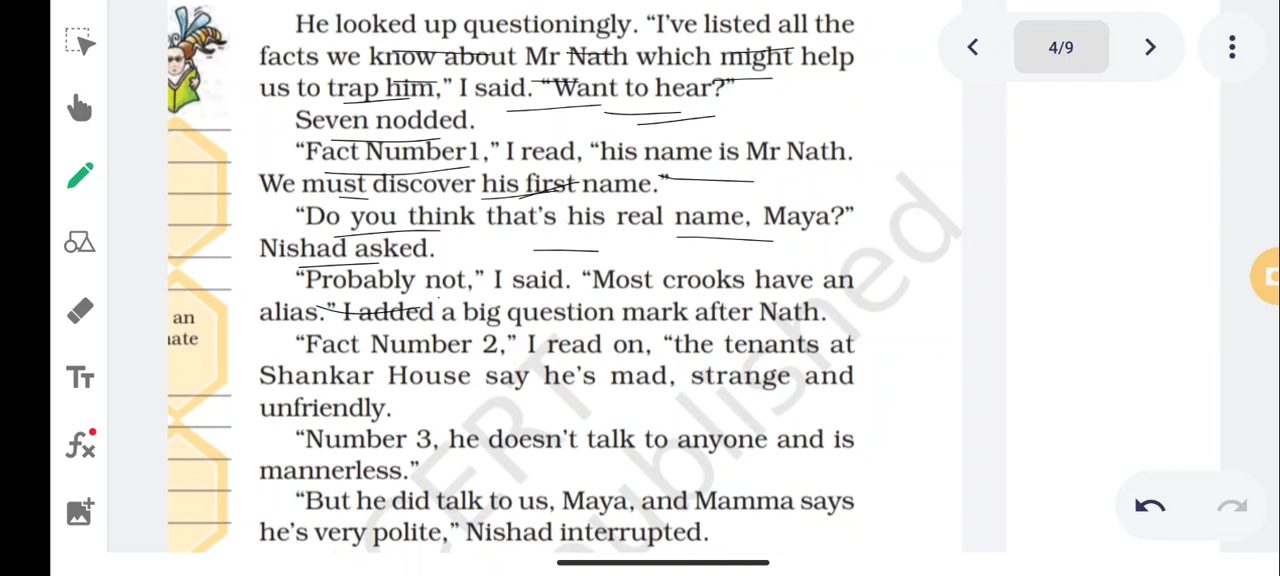 He looked up questioningly. “I’ve listed all the
facts we know about Mr Nath which might help
us to trap him,” I said. “Want to hear?”
Seven nodded.
“Fact Number1,” I read, “his name is Mr Nath.
We must discover his first name.”
“Do you think that’s his real name, Maya?”
Nishad asked.
“Probably not,” I said. “Most crooks have an
alias.” I added a big question mark after Nath.
“Fact Number 2,” I read on, “the tenants at
Shankar House say he’s mad, strange and
unfriendly.
“Number 3, he doesn’t talk to anyone and is
mannerless.”
“But he did talk to us, Maya, and Mamma says
he’s very polite,” Nishad interrupted.
an
4/9
TT
fx